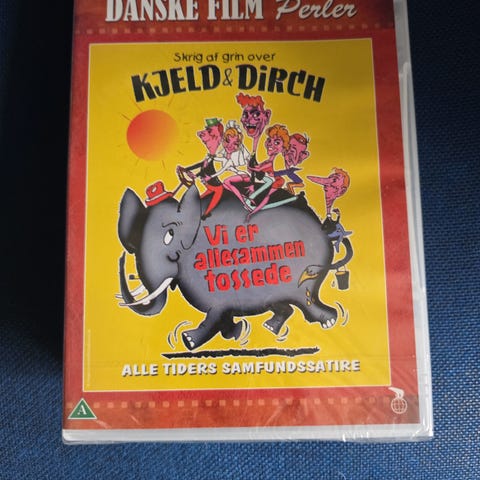 DANSKE FILM Perler
Skrig af grin over
KJELD & DIRCH
Vi er
allesammen
tossede
ALLE TIDERS SAMFUNDSSATIRE
A